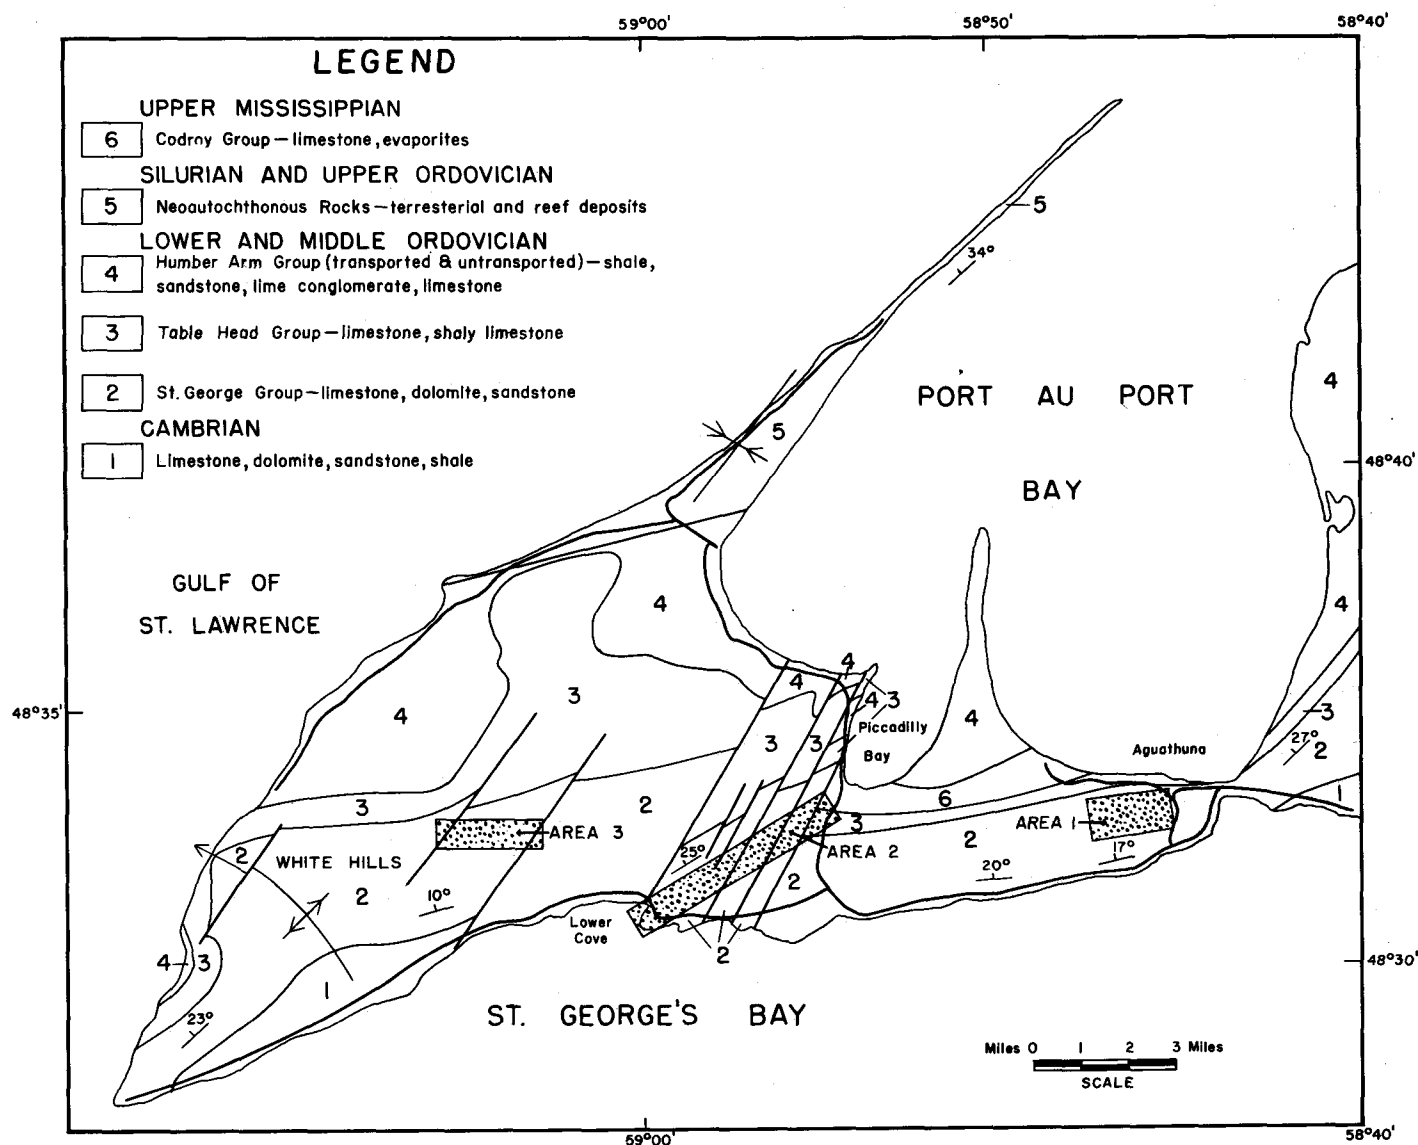 59°00'
58°50'
58°40'
LEGEND
UPPER MISSISSIPPIAN
6 Codroy Group—limestone, evaporites
SILURIAN AND UPPER ORDOVICIAN
5 Neoautochthonous Rocks—terresterial and reef deposits
LOWER AND MIDDLE ORDOVICIAN
4 Humber Arm Group (transported & untransported)—shale,
sandstone, lime conglomerate, limestone
3 Table Head Group—limestone, shaly limestone
2 St. George Group—limestone, dolomite, sandstone
CAMBRIAN
1 Limestone, dolomite, sandstone, shale
5
34°
PORT AU PORT
BAY
4
5
48°40'
GULF OF
ST. LAWRENCE
4
4
4
4
3
4
3
4
3
4
48°35'
3
3
Piccadilly
Bay
4
Aguathuna
3
27°
2
3
2
6
1
AREA 3
3
AREA 1
2
WHITE HILLS
2
25°
AREA 2
2
17°
20°
10°
2
Lower
Cove
2
4
3
48°30'
1
23°
ST. GEORGE'S BAY
Miles 0 1 2 3 Miles
SCALE
59°00'
58°40'